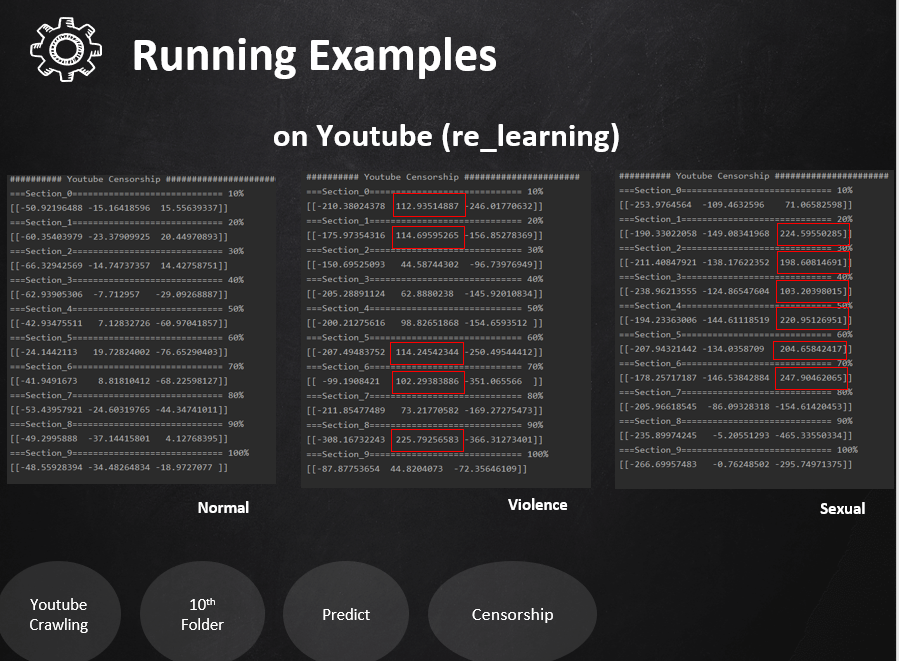 Running Examples
on Youtube (re_learning)
########## Youtube Censorship #####################
===Section_0============================= 10%
[[-50.92196488 -15.16418596  15.55639337]]
===Section_1============================= 20%
[[-60.35403979 -23.37909925  20.44970893]]
===Section_2============================= 30%
[[-66.32942569 -14.74737357  14.42758751]]
===Section_3============================= 40%
[[-62.93905306  -7.712957   -29.09268887]]
===Section_4============================= 50%
[[-42.93475511   7.12832726 -60.97041857]]
===Section_5============================= 60%
[[-24.1442113   19.72824002 -76.65290403]]
===Section_6============================= 70%
[[-41.9491673    8.81810412 -68.22598127]]
===Section_7============================= 80%
[[-53.43957921 -24.60319765 -44.34741011]]
===Section_8============================= 90%
[[-49.2995888  -37.14415801   4.12768395]]
===Section_9============================= 100%
[[-48.55928394 -34.48264834 -18.9727077 ]]
Normal
########## Youtube Censorship ######################
===Section_0============================= 10%
[[-210.38024378  112.93514887 -246.01770632]]
===Section_1============================= 20%
[[-175.97354316  114.69595265 -156.85278369]]
===Section_2============================= 30%
[[-150.69525093   44.58744302  -96.73976949]]
===Section_3============================= 40%
[[-205.28891124   62.8880238  -145.92010834]]
===Section_4============================= 50%
[[-200.21275616   98.82651868 -154.6593512 ]]
===Section_5============================= 60%
[[-207.49483752  114.24542344 -250.49544412]]
===Section_6============================= 70%
[[ -99.1908421   102.29383886 -351.065566  ]]
===Section_7============================= 80%
[[-211.85477489   73.21770582 -169.27275473]]
===Section_8============================= 90%
[[-308.16732243  225.79256583 -366.31273401]]
===Section_9============================= 100%
[[-87.87753654  44.8204073  -72.35646109]]
Violence
########## Youtube Censorship ######################
===Section_0============================= 10%
[[-253.9764564  -109.4632596    71.06582598]]
===Section_1============================= 20%
[[-190.33022058 -149.08341968  224.59550285]]
===Section_2============================= 30%
[[-211.40847921 -138.17622352  198.60814691]]
===Section_3============================= 40%
[[-238.96213555 -124.86547604  103.20398015]]
===Section_4============================= 50%
[[-194.23363006 -144.61118519  220.95126951]]
===Section_5============================= 60%
[[-207.94321442 -134.0358709   204.65842417]]
===Section_6============================= 70%
[[-178.25717187 -146.53842884  247.90462065]]
===Section_7============================= 80%
[[-205.96618545  -86.09328318 -154.61420453]]
===Section_8============================= 90%
[[-235.89974245   -5.20551293 -465.33550334]]
===Section_9============================= 100%
[[-266.69957483   -0.76248502 -295.74971375]]
Sexual
Youtube
Crawling
10th
Folder
Predict
Censorship